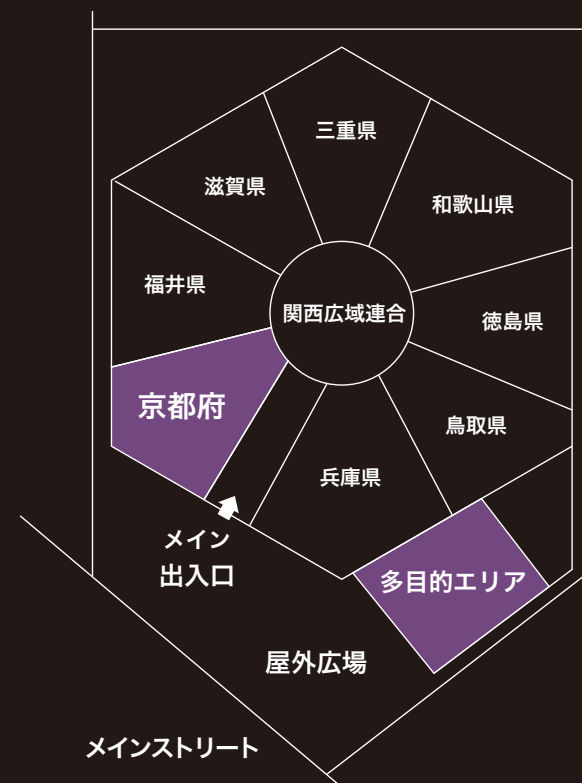 三重県
滋賀県
和歌山県
福井県
関西広域連合
徳島県
京都府
鳥取県
兵庫県
メイン
出入口
多目的エリア
屋外広場
メインストリート